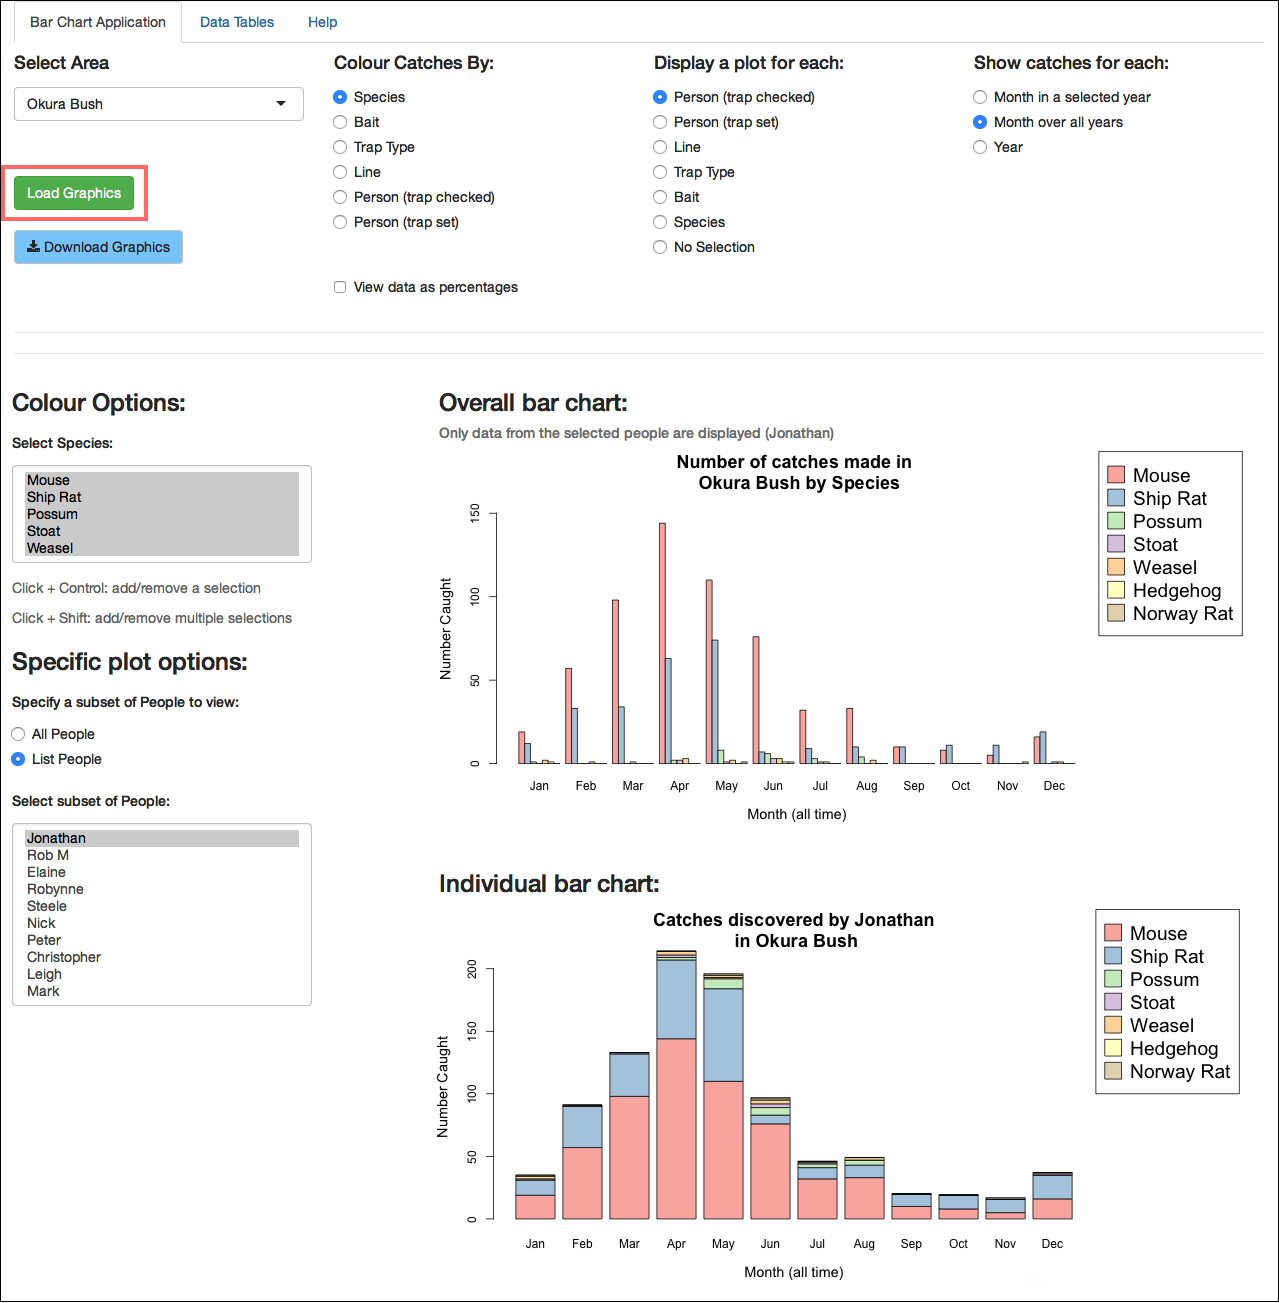 Bar Chart Application
Data Tables
Help
Select Area
Okura Bush
Load Graphics
Download Graphics
Colour Catches By:
Species
Bait
Trap Type
Line
Person (trap checked)
Person (trap set)
View data as percentages
Display a plot for each:
Person (trap checked)
Person (trap set)
Line
Trap Type
Bait
Species
No Selection
Show catches for each:
Month in a selected year
Month over all years
Year
Colour Options:
Select Species:
Mouse
Ship Rat
Possum
Stoat
Weasel
Click + Control: add/remove a selection
Click + Shift: add/remove multiple selections
Specific plot options:
Specify a subset of People to view:
All People
List People
Select subset of People:
Jonathan
Rob M
Elaine
Robynne
Steele
Nick
Peter
Christopher
Leigh
Mark
Overall bar chart:
Only data from the selected people are displayed (Jonathan)
Number of catches made in
Okura Bush by Species
Number Caught
150
100
50
0
Jan Feb Mar Apr May Jun Jul Aug Sep Oct Nov Dec
Month (all time)
Mouse
Ship Rat
Possum
Stoat
Weasel
Hedgehog
Norway Rat
Individual bar chart:
Catches discovered by Jonathan
in Okura Bush
Number Caught
200
150
100
50
0
Jan Feb Mar Apr May Jun Jul Aug Sep Oct Nov Dec
Month (all time)
Mouse
Ship Rat
Possum
Stoat
Weasel
Hedgehog
Norway Rat